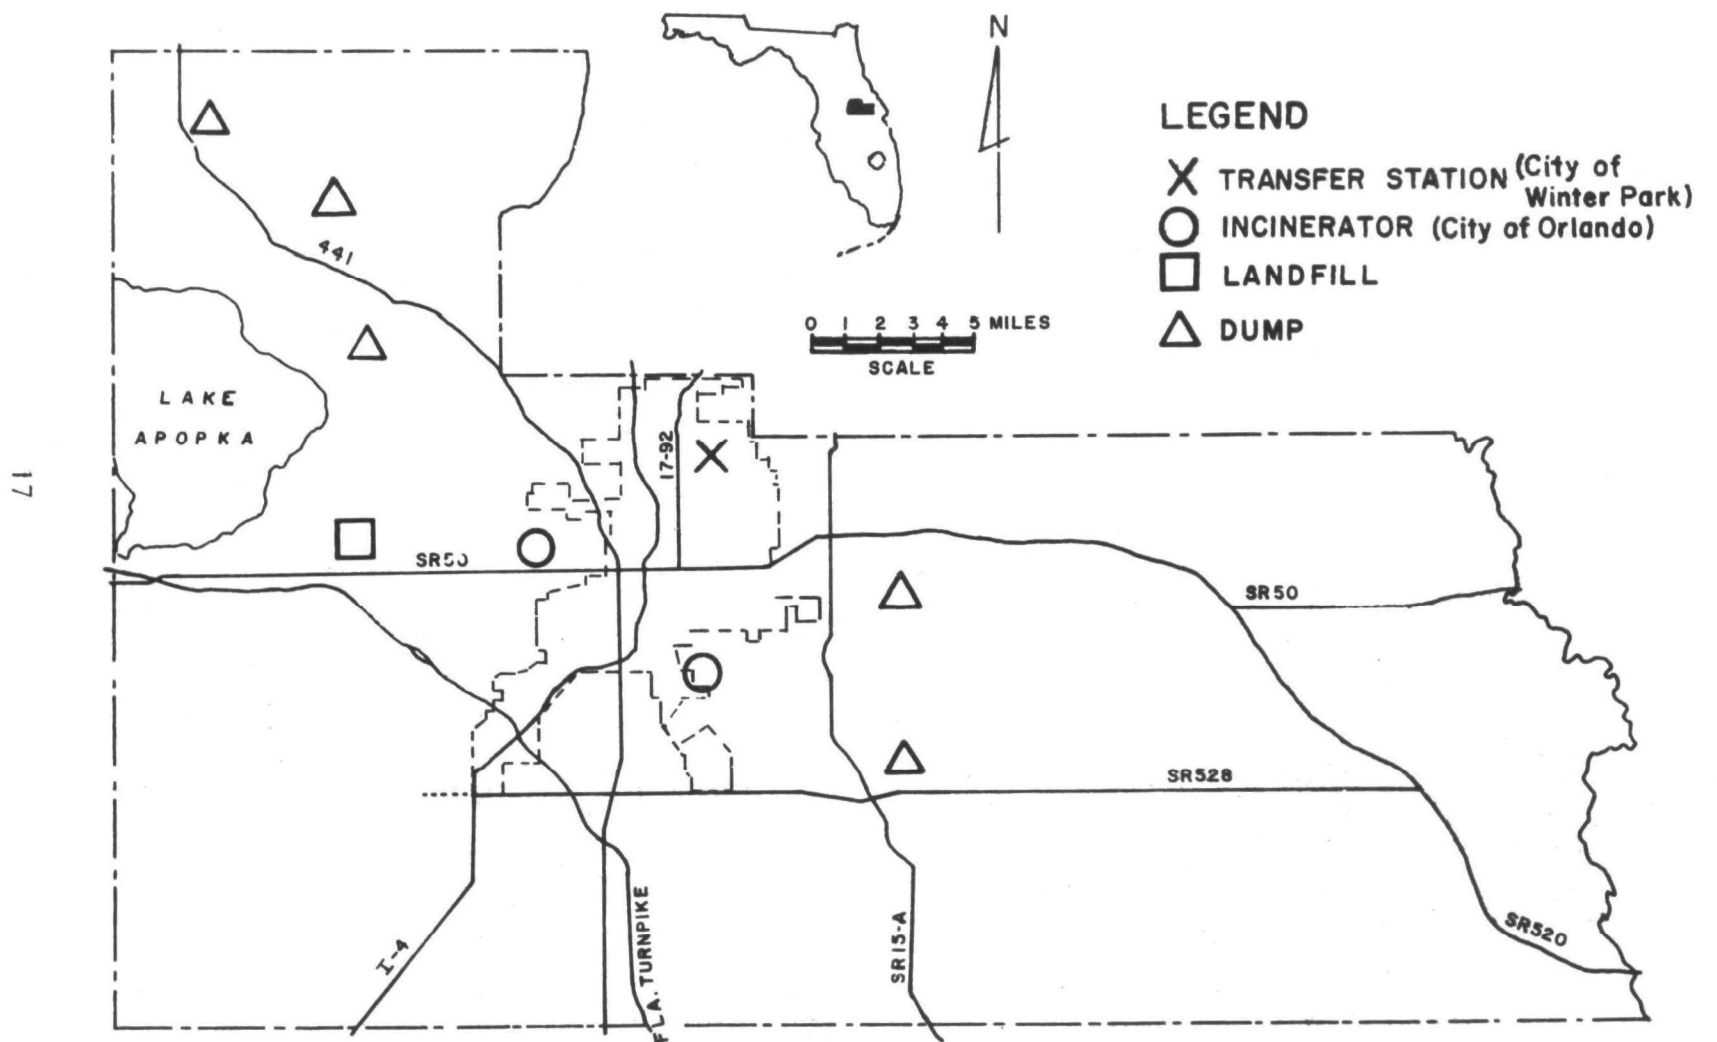 N
LEGEND
TRANSFER STATION (City of
Winter Park)
INCINERATOR (City of Orlando)
LANDFILL
DUMP
0 1 2 3 4 5 MILES
SCALE
441
LAKE
APOPKA
17-92
17
SR50
SR50
SR528
I-4
FLA. TURNPIKE
SR15-A
SR520